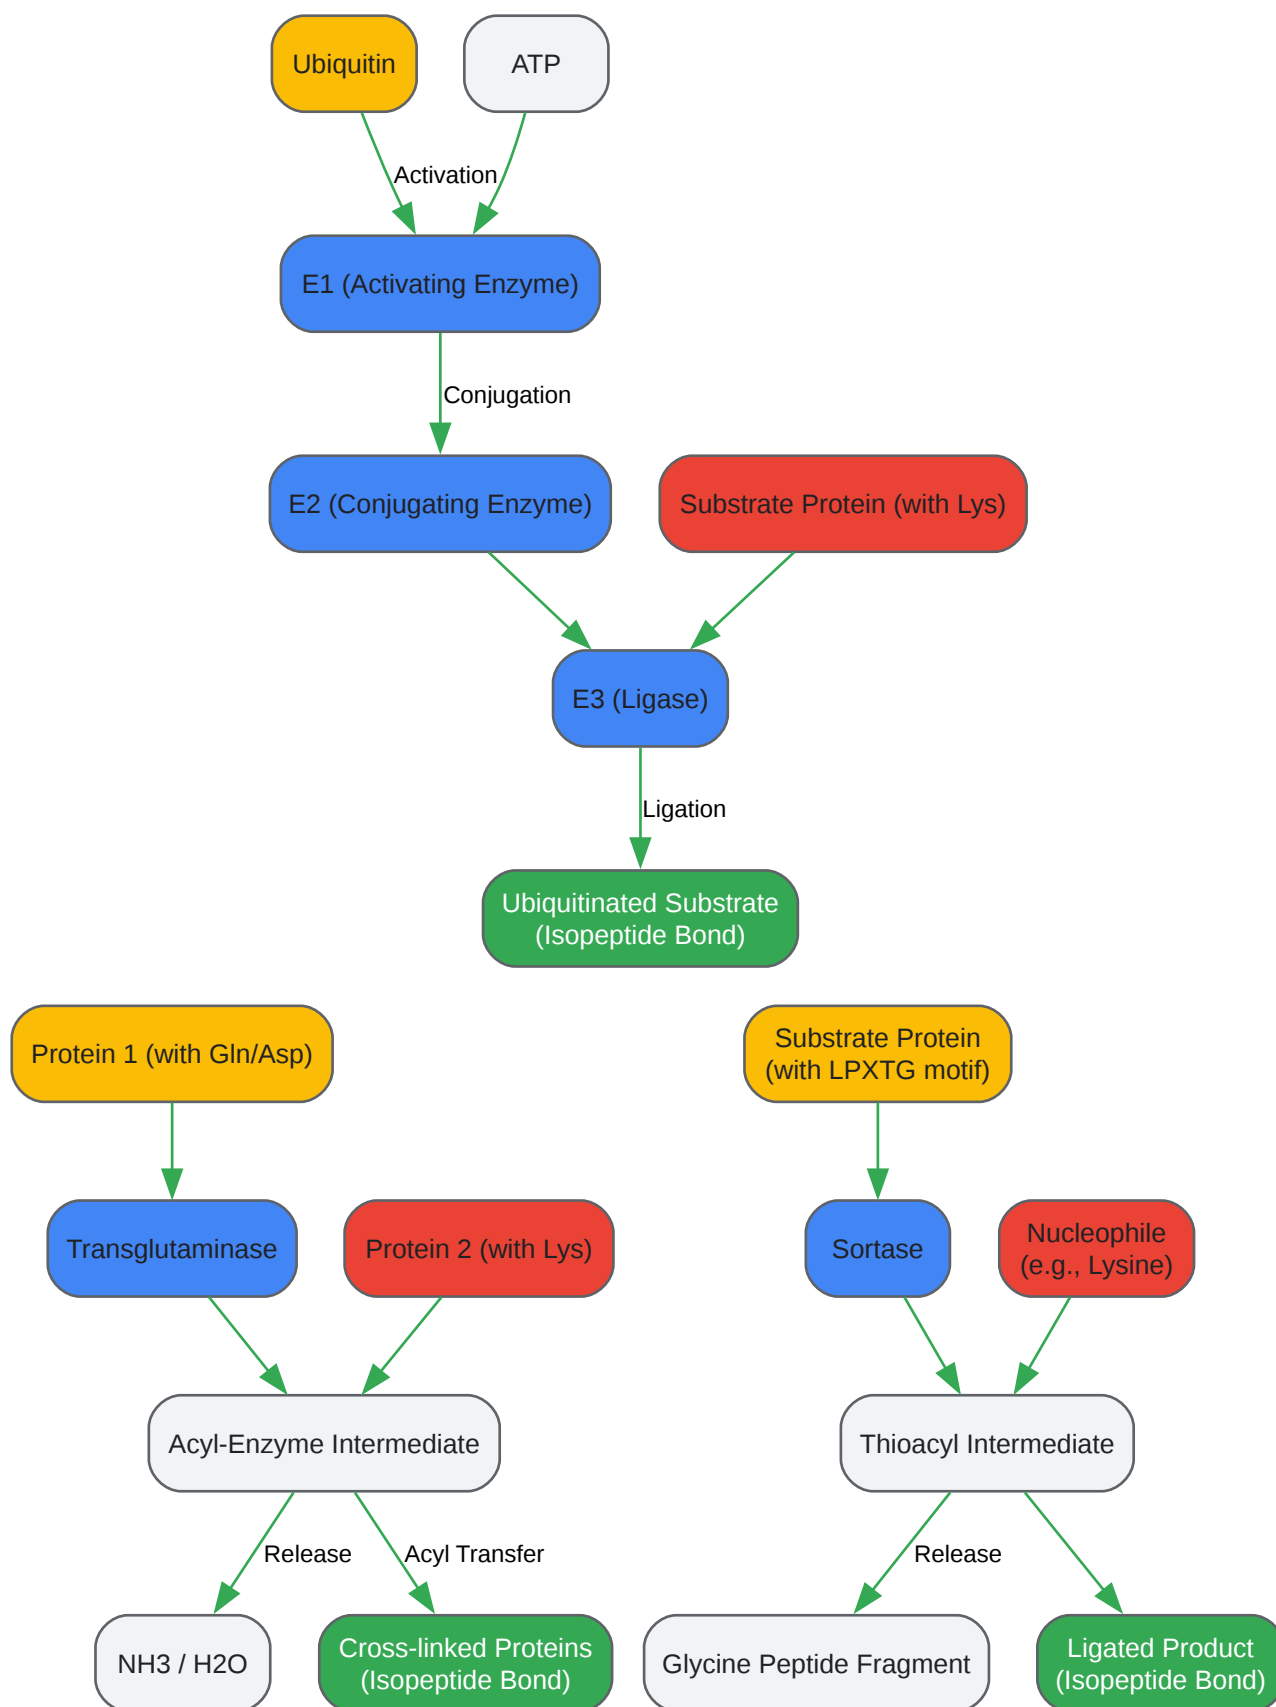 Ubiquitin
ATP
Activation
E1 (Activating Enzyme)
Conjugation
E2 (Conjugating Enzyme)
Substrate Protein (with Lys)
E3 (Ligase)
Ligation
Ubiquitinated Substrate
(Isopeptide Bond)
Protein 1 (with Gln/Asp)
Substrate Protein
(with LPXTG motif)
Transglutaminase
Protein 2 (with Lys)
Sortase
Nucleophile
(e.g., Lysine)
Acyl-Enzyme Intermediate
Thioacyl Intermediate
Release
Acyl Transfer
Release
NH3 / H2O
Cross-linked Proteins
(Isopeptide Bond)
Glycine Peptide Fragment
Ligated Product
(Isopeptide Bond)